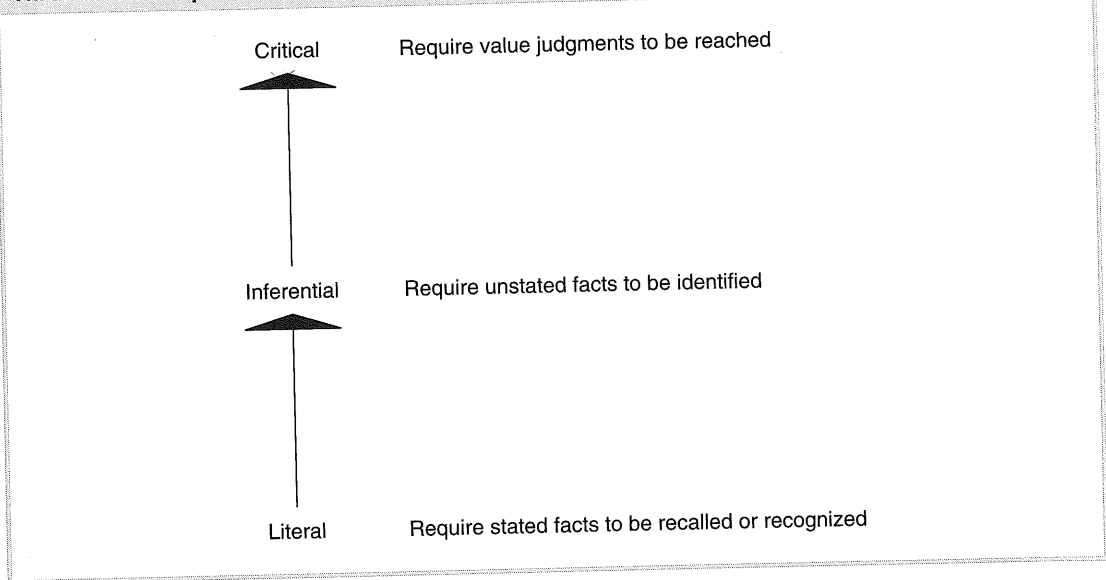 Critical Require value judgments to be reached
Inferential Require unstated facts to be identified
Literal Require stated facts to be recalled or recognized